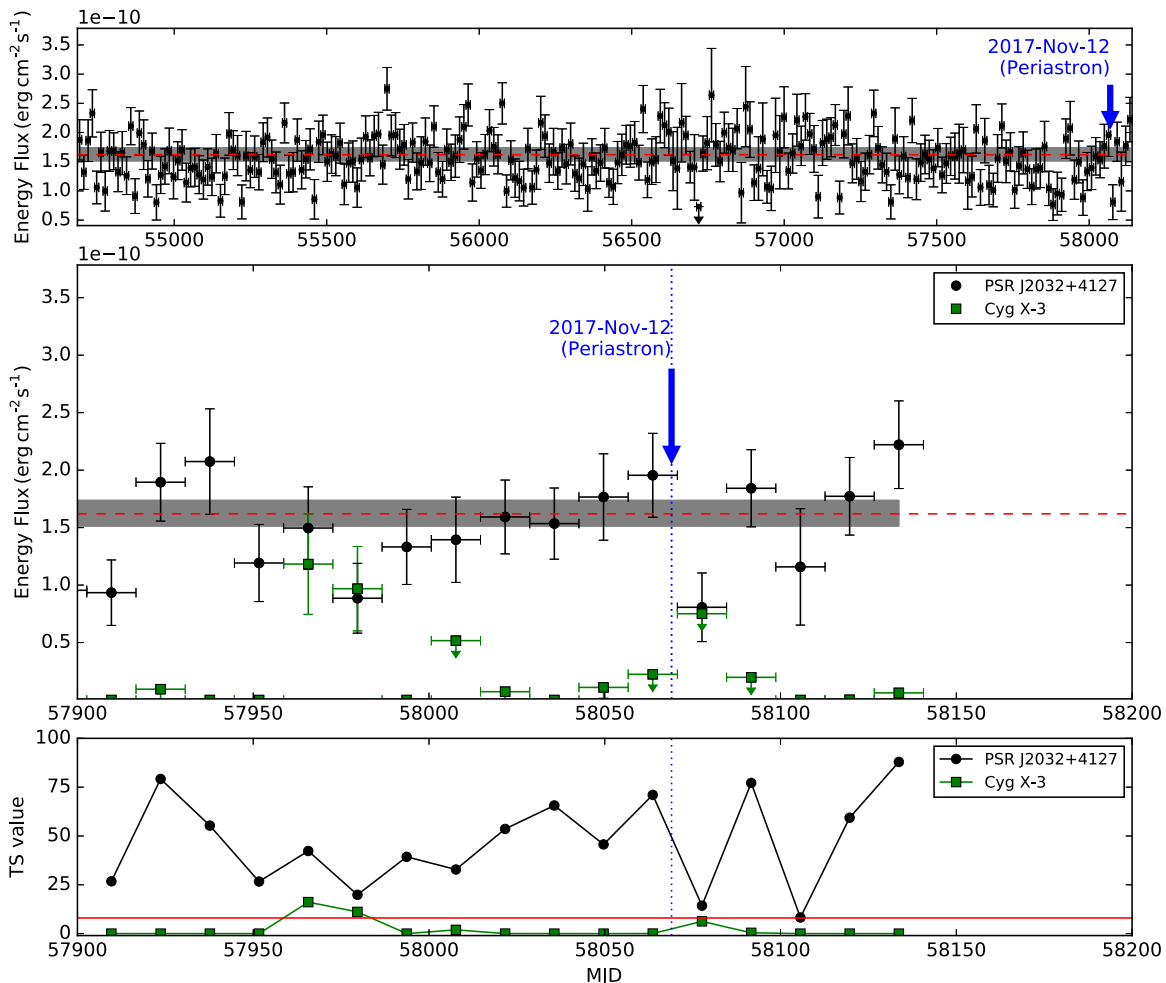 1e−10
Energy Flux (erg cm⁻² s⁻¹)
3.5
3.0
2.5
2.0
1.5
1.0
0.5
2017-Nov-12
(Periastron)
55000 55500 56000 56500 57000 57500 58000
1e−10
Energy Flux (erg cm⁻² s⁻¹)
3.5
3.0
2.5
2.0
1.5
1.0
0.5
PSR J2032+4127
Cyg X-3
2017-Nov-12
(Periastron)
57900 57950 58000 58050 58100 58150 58200
TS value
100
75
50
25
0
PSR J2032+4127
Cyg X-3
57900 57950 58000 58050 58100 58150 58200
MJD